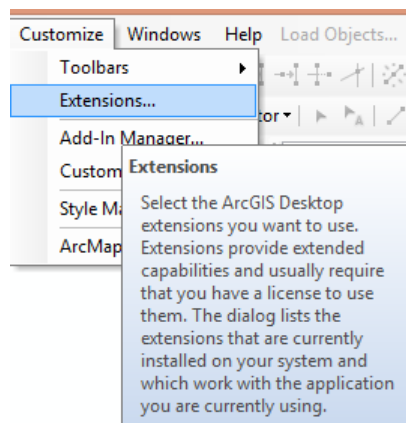 Customize Windows Help Load Objects...
Toolbars
Extensions...
Add-In Manager...
Style
ArcMap
Extensions
Select the ArcGIS Desktop
extensions you want to use.
Extensions provide extended
capabilities and usually require
that you have a license to use
them. The dialog lists the
extensions that are currently
installed on your system and
which work with the application
you are currently using.